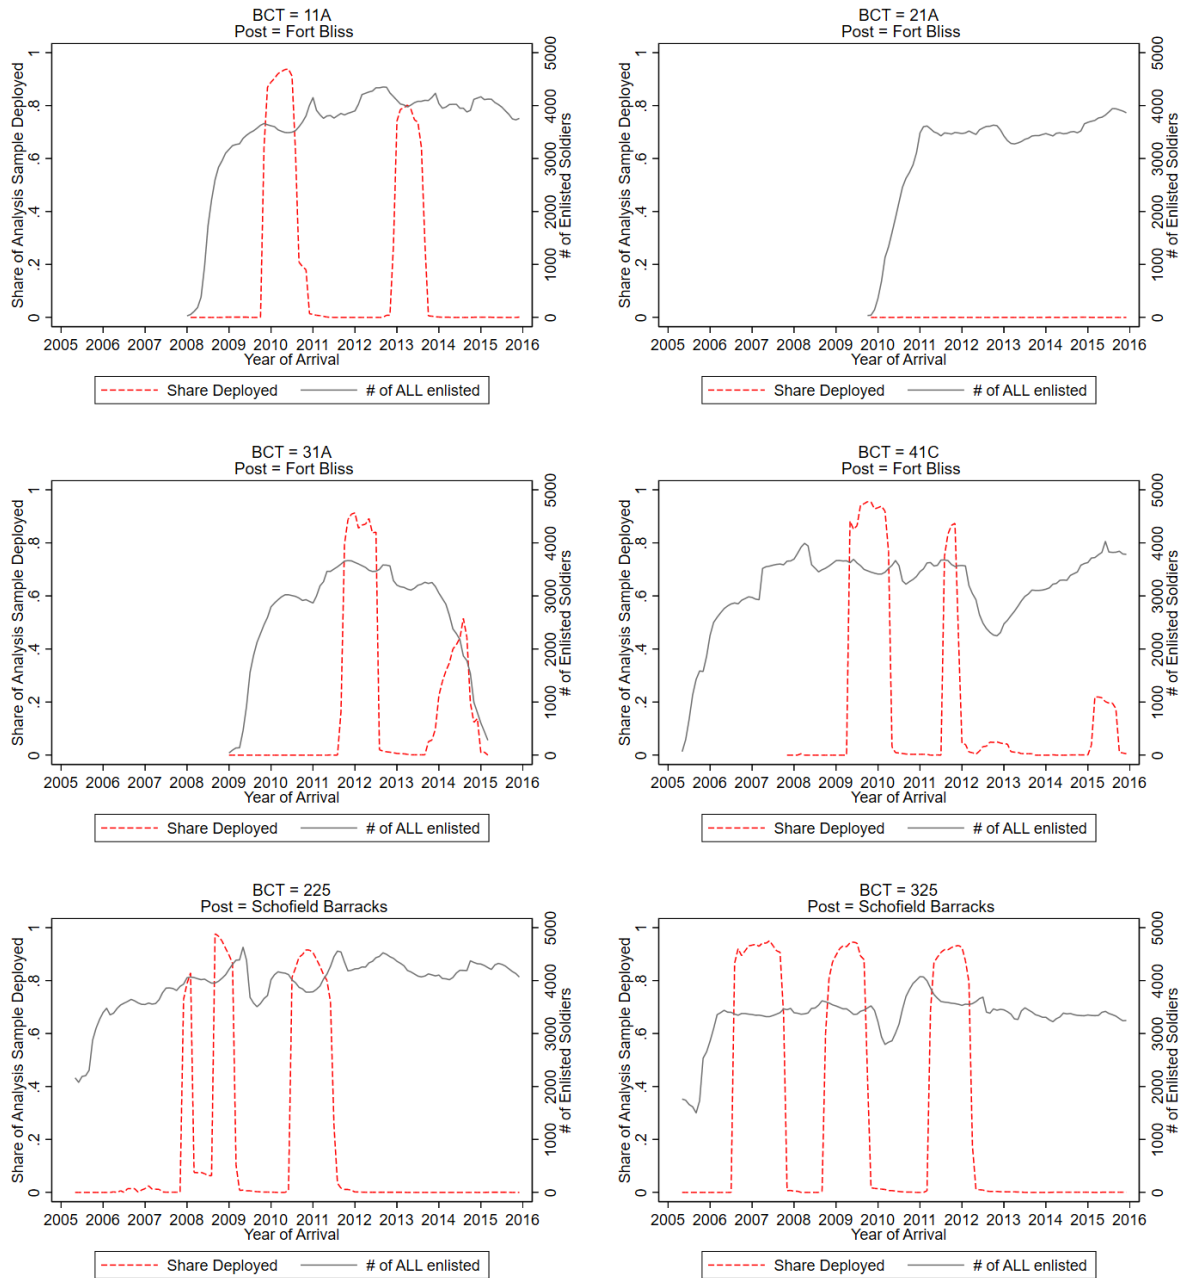 BCT = 11A
Post = Fort Bliss
Share of Analysis Sample Deployed
0 .2 .4 .6 .8 1
# of Enlisted Soldiers
0 1000 2000 3000 4000 5000
2005 2006 2007 2008 2009 2010 2011 2012 2013 2014 2015 2016
Year of Arrival
Share Deployed # of ALL enlisted
BCT = 21A
Post = Fort Bliss
Share of Analysis Sample Deployed
0 .2 .4 .6 .8 1
# of Enlisted Soldiers
0 1000 2000 3000 4000 5000
2005 2006 2007 2008 2009 2010 2011 2012 2013 2014 2015 2016
Year of Arrival
Share Deployed # of ALL enlisted
BCT = 31A
Post = Fort Bliss
Share of Analysis Sample Deployed
0 .2 .4 .6 .8 1
# of Enlisted Soldiers
0 1000 2000 3000 4000 5000
2005 2006 2007 2008 2009 2010 2011 2012 2013 2014 2015 2016
Year of Arrival
Share Deployed # of ALL enlisted
BCT = 41C
Post = Fort Bliss
Share of Analysis Sample Deployed
0 .2 .4 .6 .8 1
# of Enlisted Soldiers
0 1000 2000 3000 4000 5000
2005 2006 2007 2008 2009 2010 2011 2012 2013 2014 2015 2016
Year of Arrival
Share Deployed # of ALL enlisted
BCT = 225
Post = Schofield Barracks
Share of Analysis Sample Deployed
0 .2 .4 .6 .8 1
# of Enlisted Soldiers
0 1000 2000 3000 4000 5000
2005 2006 2007 2008 2009 2010 2011 2012 2013 2014 2015 2016
Year of Arrival
Share Deployed # of ALL enlisted
BCT = 325
Post = Schofield Barracks
Share of Analysis Sample Deployed
0 .2 .4 .6 .8 1
# of Enlisted Soldiers
0 1000 2000 3000 4000 5000
2005 2006 2007 2008 2009 2010 2011 2012 2013 2014 2015 2016
Year of Arrival
Share Deployed # of ALL enlisted